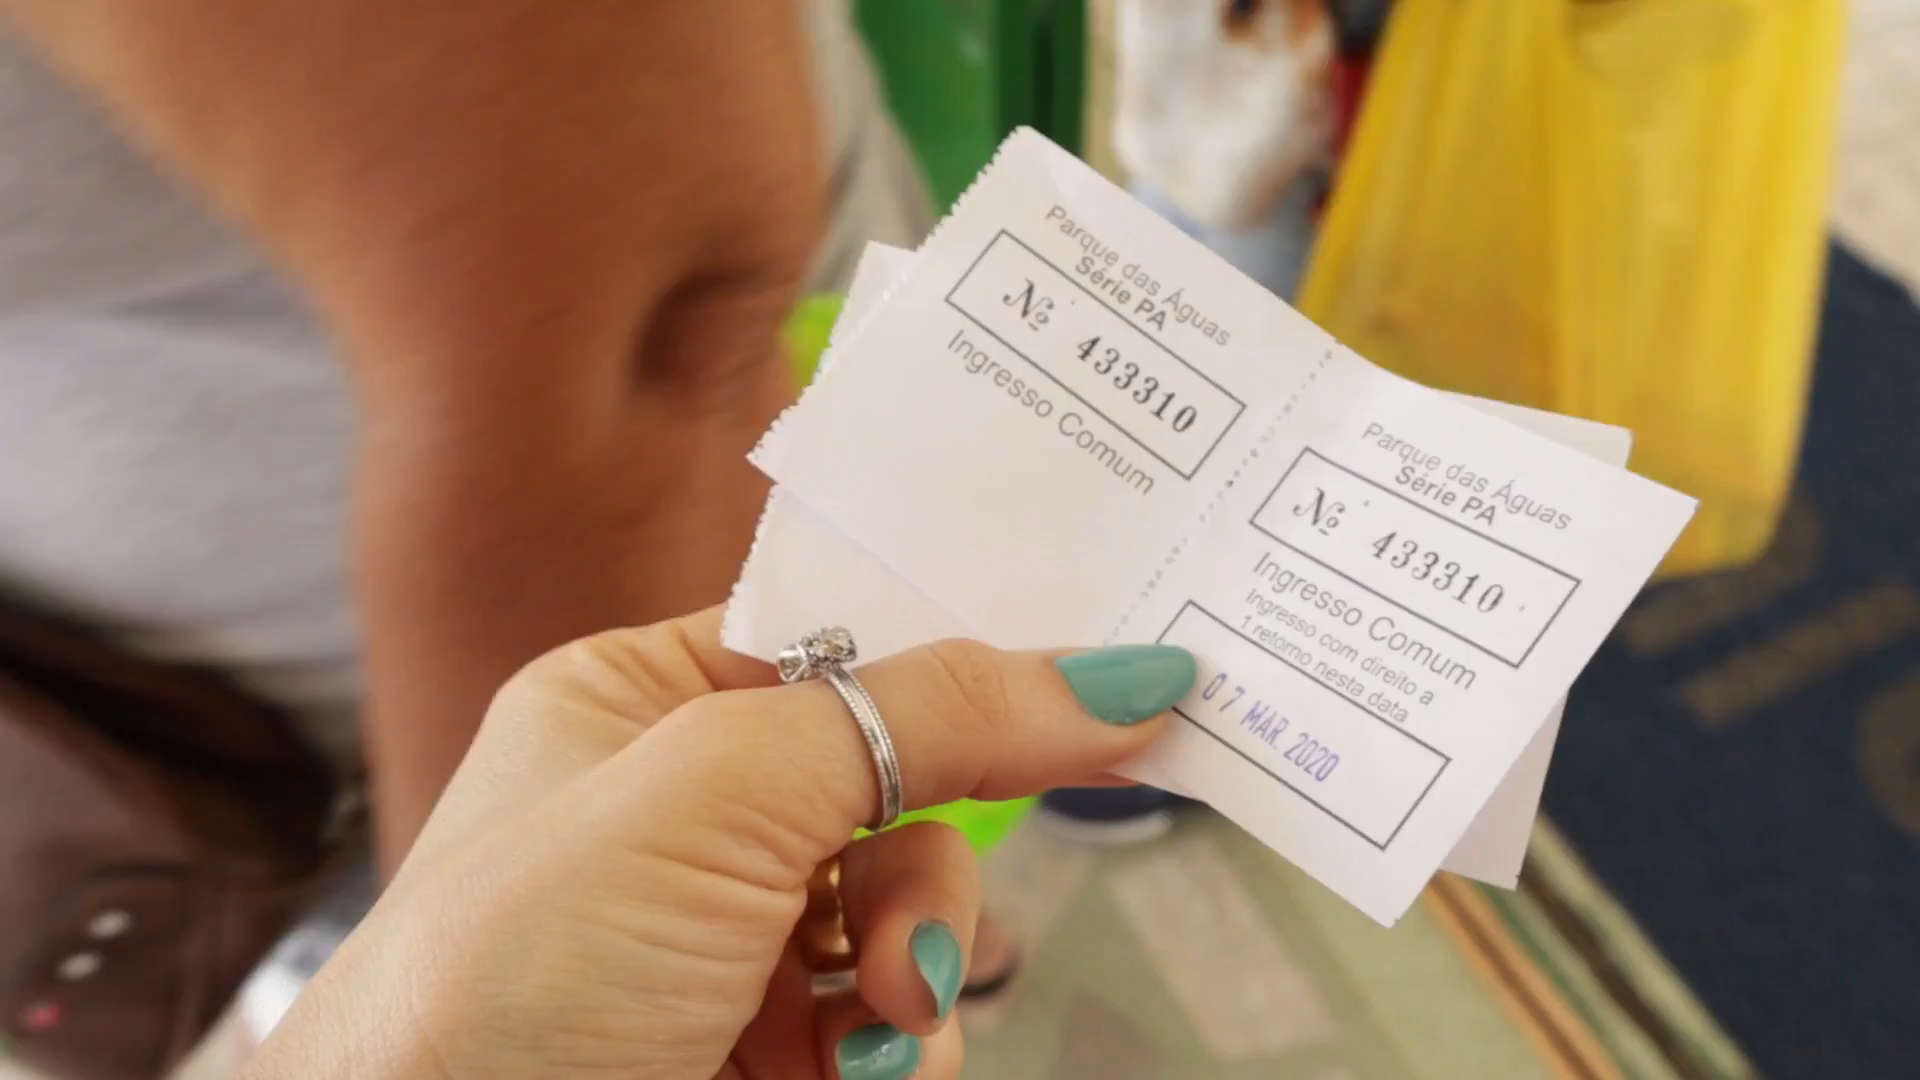 Parque das Águas
Série PA
Nº 433310
Ingresso Comum
Parque das Águas
Série PA
Nº 433310
Ingresso Comum
Ingresso com direito a
1 retorno nesta data
07 MAR. 2020